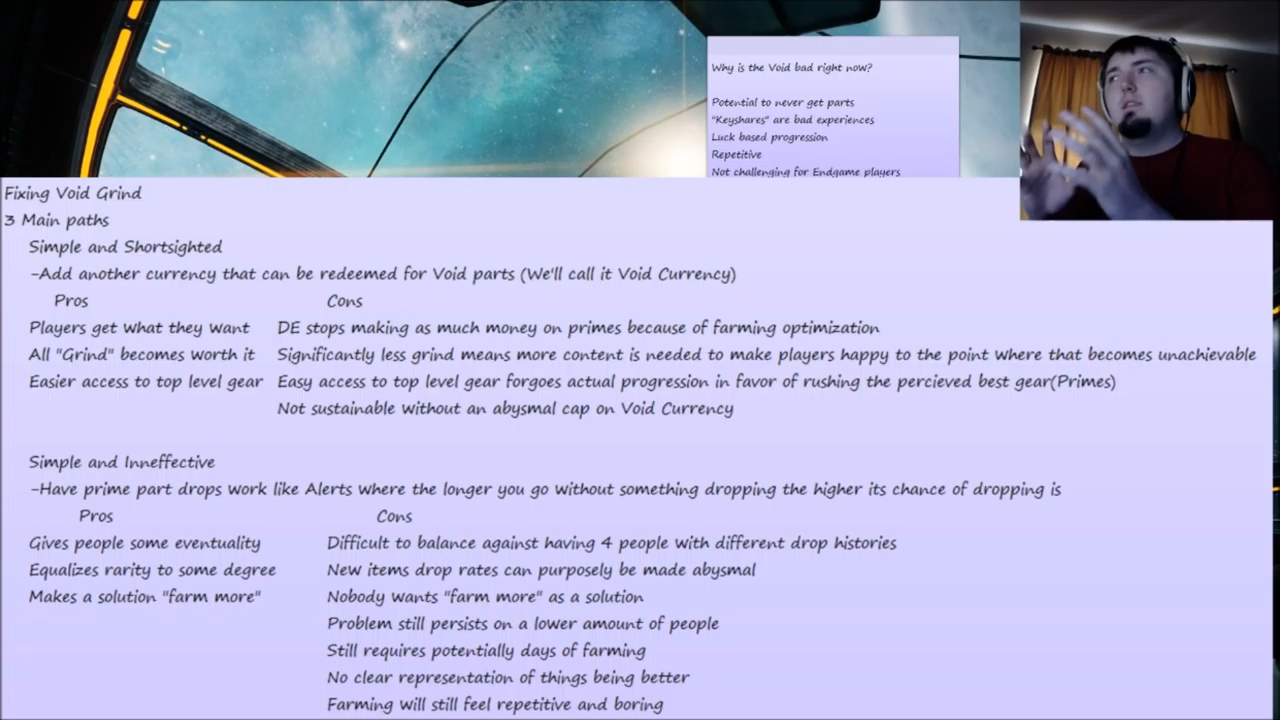 Why is the Void bad right now?
Potential to never get parts
"Keyshares" are bad experiences
Luck based progression
Repetitive
Not challenging for Endgame players
Fixing Void Grind
3 Main paths
Simple and Shortsighted
-Add another currency that can be redeemed for Void parts (We'll call it Void Currency)
Pros Cons
Players get what they want DE stops making as much money on primes because of farming optimization
All "Grind" becomes worth it Significantly less grind means more content is needed to make players happy to the point where that becomes unachievable
Easier access to top level gear Easy access to top level gear forgoes actual progression in favor of rushing the percieved best gear(Primes)
Not sustainable without an abysmal cap on Void Currency
Simple and Inneffective
-Have prime part drops work like Alerts where the longer you go without something dropping the higher its chance of dropping is
Pros Cons
Gives people some eventuality Difficult to balance against having 4 people with different drop histories
Equalizes rarity to some degree New items drop rates can purposely be made abysmal
Makes a solution "farm more" Nobody wants "farm more" as a solution
Problem still persists on a lower amount of people
Still requires potentially days of farming
No clear representation of things being better
Farming will still feel repetitive and boring